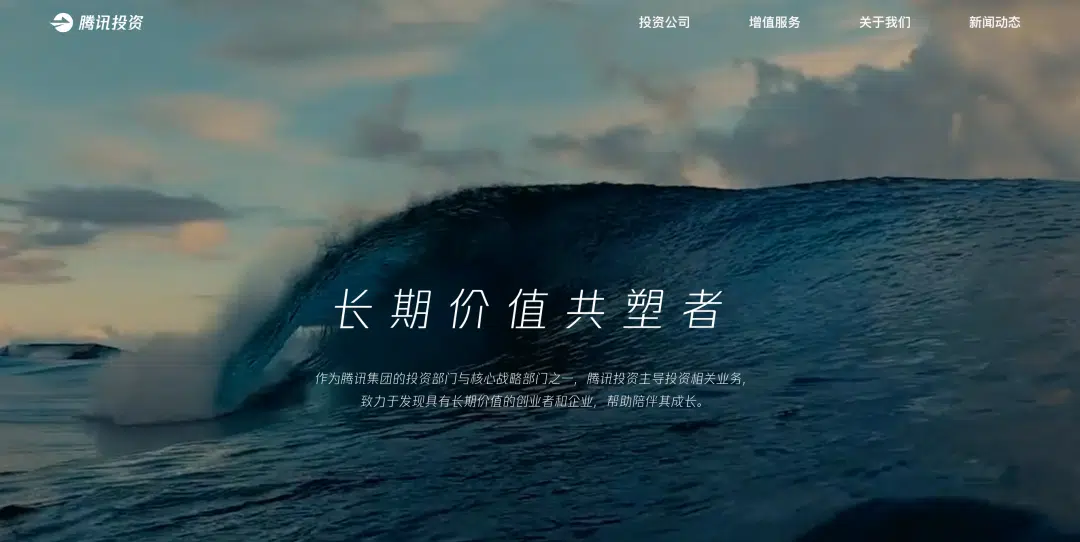 腾讯投资
投资公司
增值服务
关于我们
新闻动态
长期价值共塑者
作为腾讯集团的投资部门与核心战略部门之一，腾讯投资主导投资相关业务，
致力于发现具有长期价值的创业者和企业，帮助陪伴其成长。